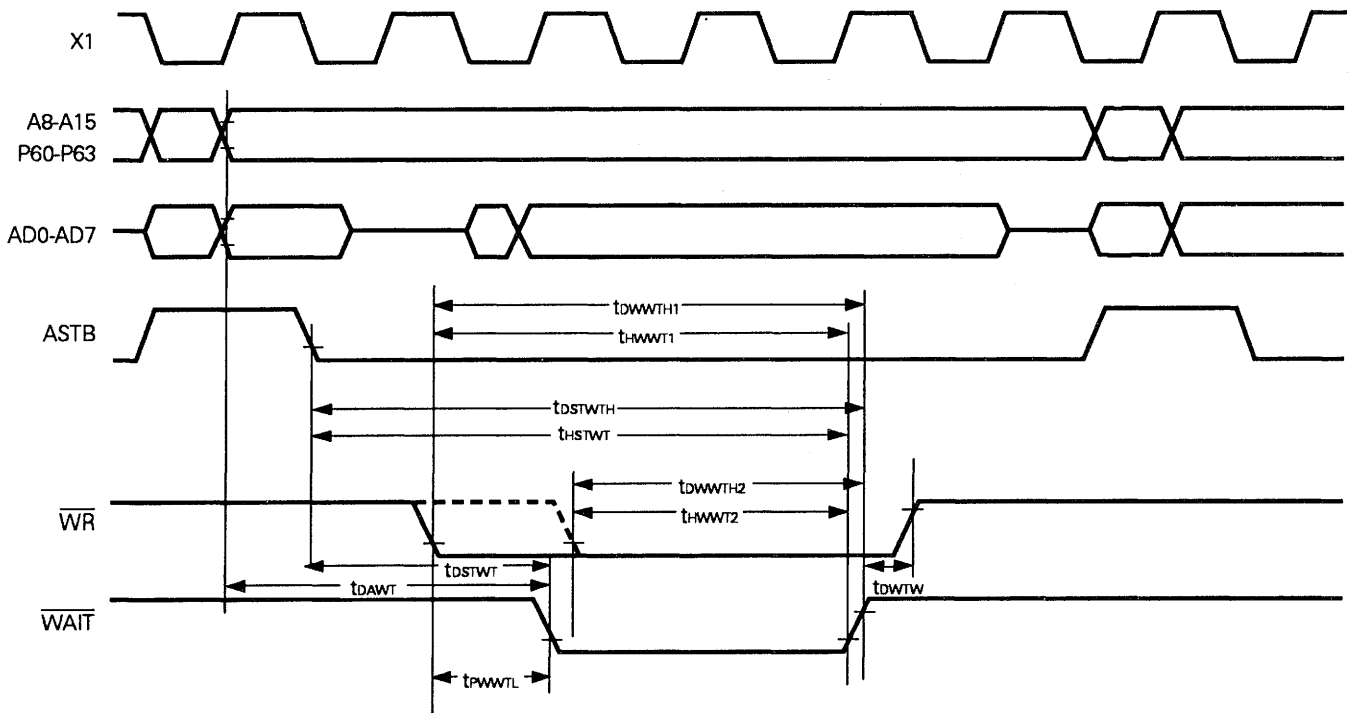 X1
A8-A15
P60-P63
AD0-AD7
tDWWTH1
ASTB
tHWWT1
tDSTWTH
tHSTWT
tDWWTH2
WR
tHWWT2
tDSTWT
tDAWT
tDWTW
WAIT
tPWWTL